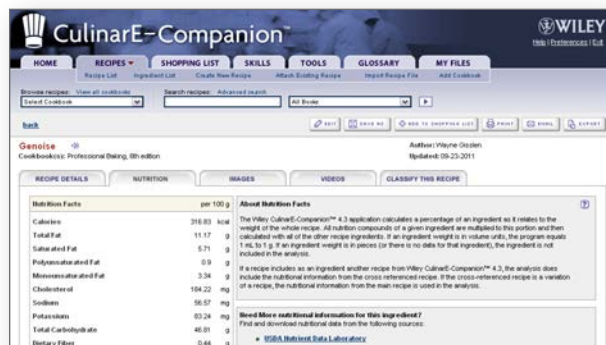 CulinarE-Companion™
WILEY
Help | Preferences | Exit
HOME RECIPES SHOPPING LIST SKILLS TOOLS GLOSSARY MY FILES
Recipe List Ingredient List Create New Recipe Attach Existing Recipe Import Recipe File Add Cookbook
Browse recipes: View all cookbooks Search recipes: Advanced search
Select Cookbook All Books
back EDIT SAVE AS ADD TO SHOPPING LIST PRINT EMAIL EXPORT
Genoise Author: Wayne Gisslen
Cookbook(s): Professional Baking, 6th edition Updated: 09-23-2011
RECIPE DETAILS NUTRITION IMAGES VIDEOS CLASSIFY THIS RECIPE
Nutrition Facts per 100 g
Calories 316.83 kcal
Total Fat 11.17 g
Saturated Fat 5.71 g
Polyunsaturated Fat 0.9 g
Monounsaturated Fat 3.34 g
Cholesterol 184.22 mg
Sodium 56.57 mg
Potassium 83.24 mg
Total Carbohydrate 46.81 g
Dietary Fiber 0.44 g
About Nutrition Facts
The Wiley CulinarE-Companion™ 4.3 application calculates a percentage of an ingredient as it relates to the
weight of the whole recipe. All nutrition compounds of a given ingredient are multiplied to this portion and then
calculated with all of the other recipe ingredients. If an ingredient weight is in volume units, the program equals
1 mL to 1 g. If an ingredient weight is in pieces (or there is no data for that ingredient), the ingredient is not
included in the analysis.
If a recipe includes as an ingredient another recipe from Wiley CulinarE-Companion™ 4.3, the analysis does
include the nutritional information from the cross referenced recipe. If the cross-referenced recipe is a variation
of a recipe, the nutritional information from the main recipe is used in the analysis.
Need More nutritional information for this ingredient?
Find and download nutritional data from the following sources:
USDA Nutrient Data Laboratory